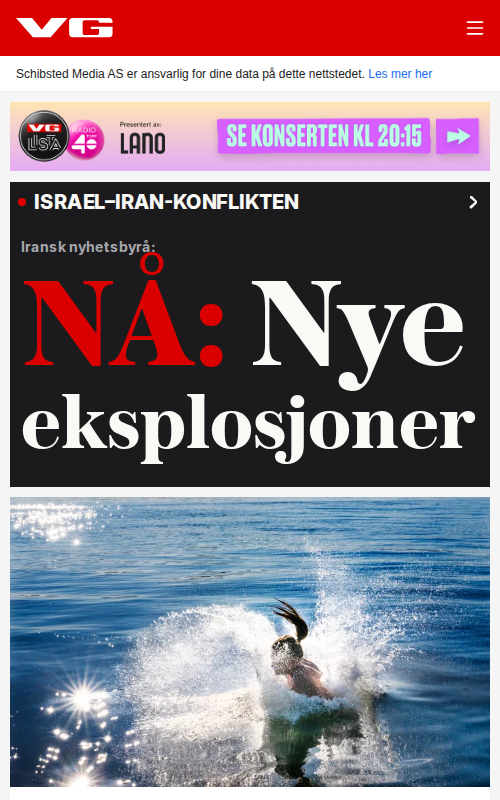 VG
Schibsted Media AS er ansvarlig for dine data på dette nettstedet. Les mer her
VG
LISTA
RADIO
TOPP
40
Presentert av:
LANO
SE KONSERTEN KL 20:15
ISRAEL–IRAN-KONFLIKTEN
Iransk nyhetsbyrå:
NÅ: Nye
eksplosjoner